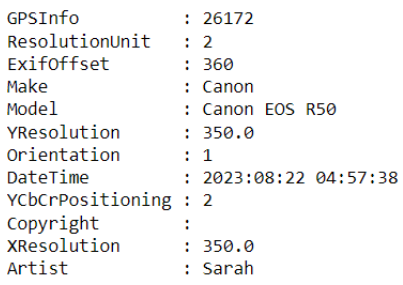 GPSInfo : 26172
ResolutionUnit : 2
ExifOffset : 360
Make : Canon
Model : Canon EOS R50
YResolution : 350.0
Orientation : 1
DateTime : 2023:08:22 04:57:38
YCbCrPositioning : 2
Copyright :
XResolution : 350.0
Artist : Sarah